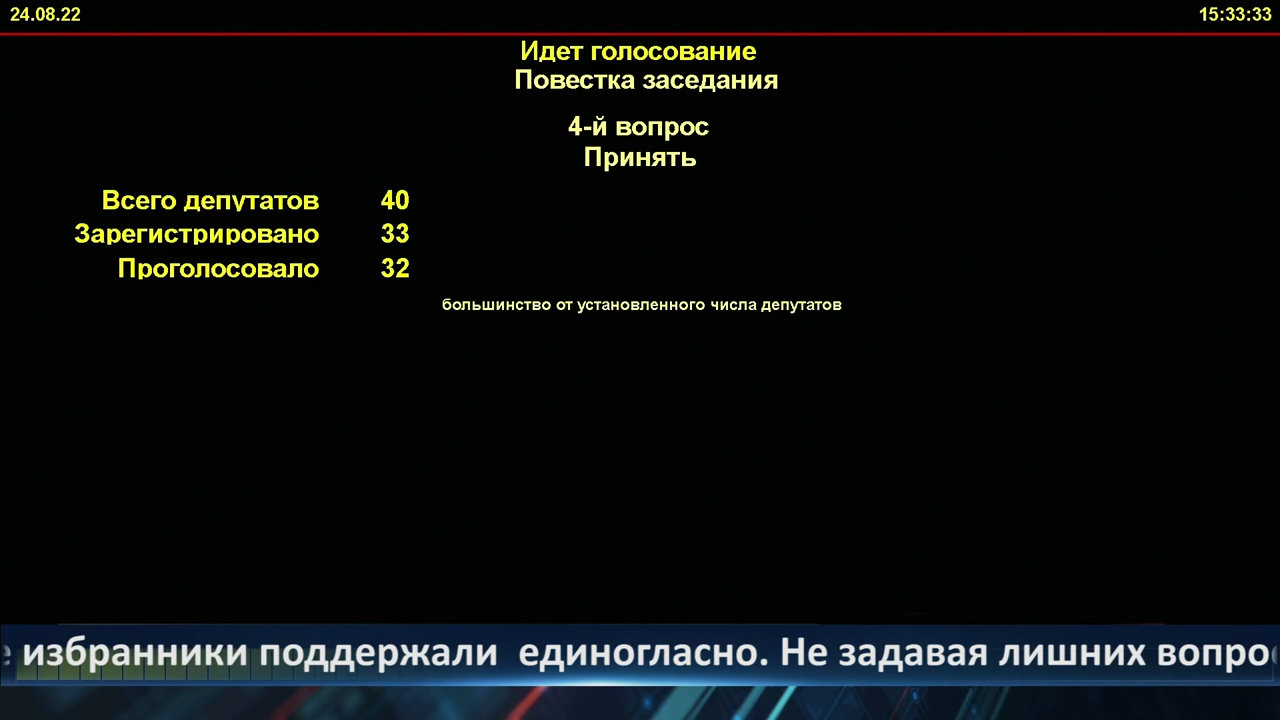 24.08.22 15:33:33
Идет голосование
Повестка заседания
4-й вопрос
Принять
Всего депутатов 40
Зарегистрировано 33
Проголосовало 32
большинство от установленного числа депутатов
избранники поддержали единогласно. Не задавая лишних